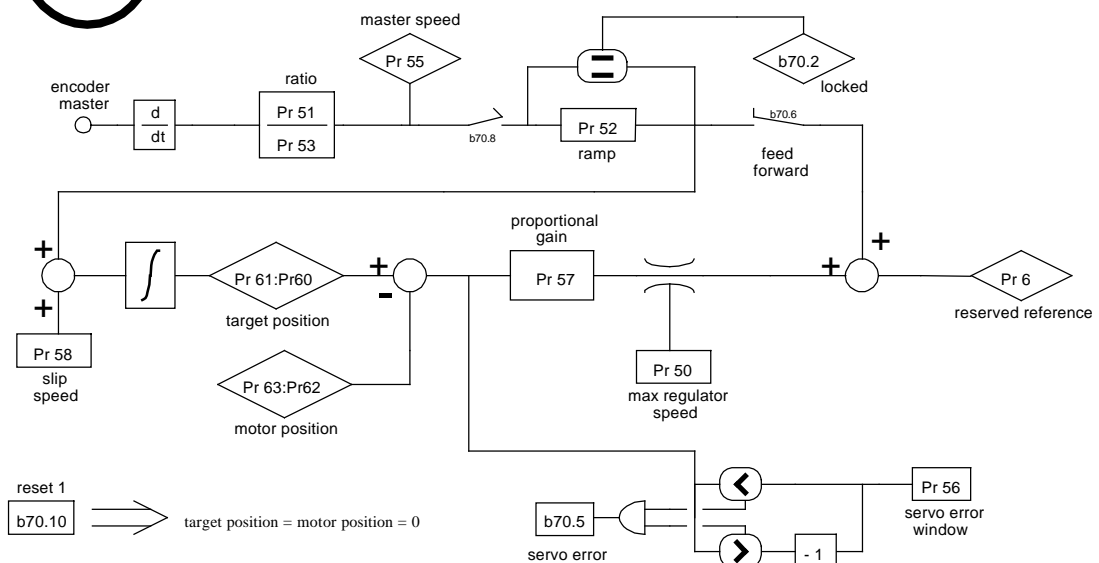 master speed
Pr 55
b70.2
locked
encoder
master
d
dt
ratio
Pr 51
Pr 53
b70.8
Pr 52
ramp
b70.6
feed
forward
+
+
Pr 58
slip
speed
Pr 61:Pr60
target position
+
-
Pr 63:Pr62
motor position
proportional
gain
Pr 57
Pr 50
max regulator
speed
+
+
Pr 6
reserved reference
reset 1
b70.10
target position = motor position = 0
b70.5
servo error
<
>
- 1
Pr 56
servo error
window
=
∫